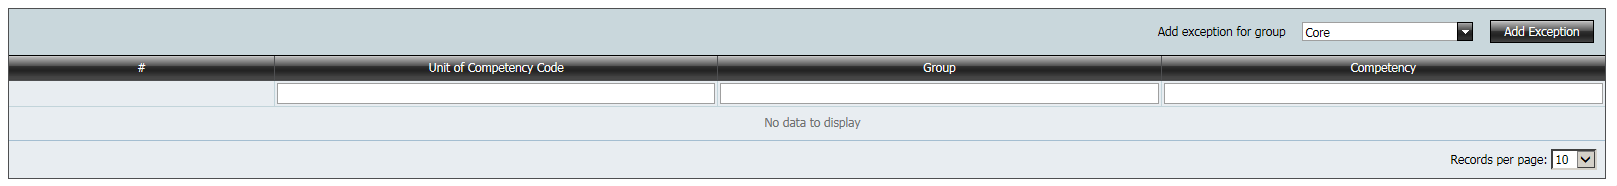 Add exception for group Core Add Exception
# Unit of Competency Code Group Competency
No data to display
Records per page: 10